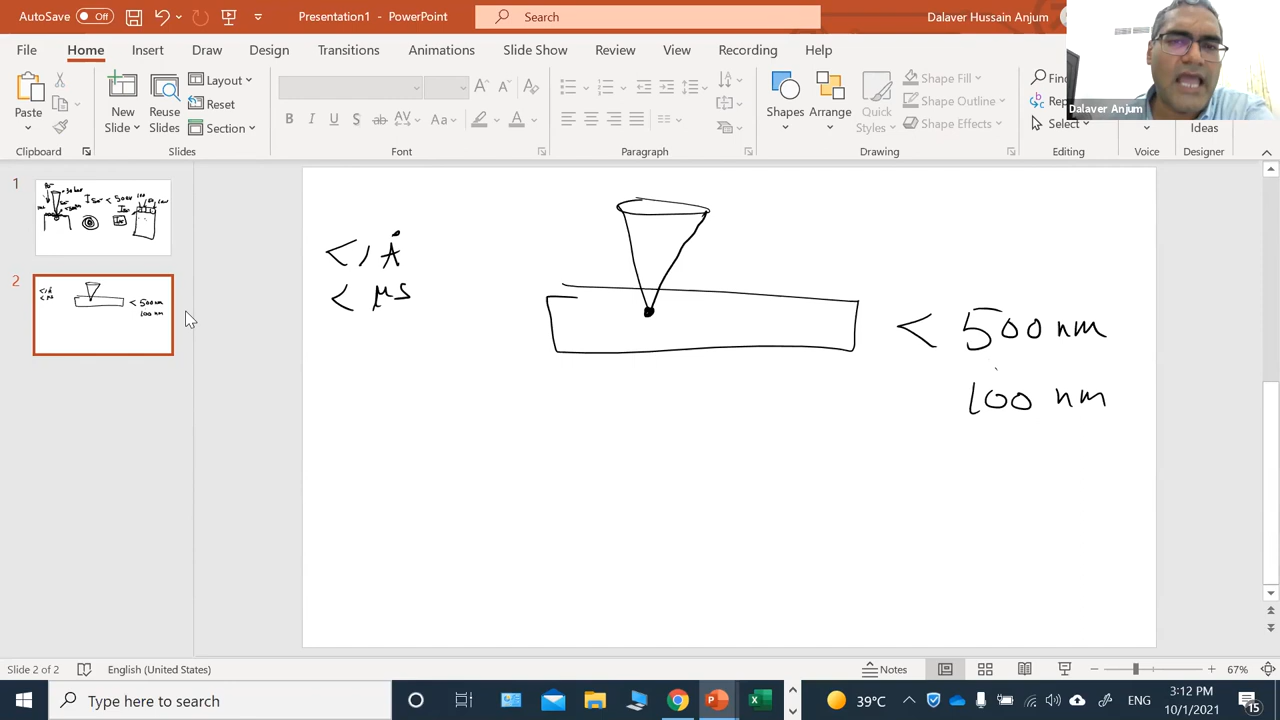 AutoSave Off Presentation1 - PowerPoint Search Dalaver Hussain Anjum
File Home Insert Draw Design Transitions Animations Slide Show Review View Recording Help
Paste New Slides Reuse Slides Layout Reset Section Shapes Arrange Quick Styles Shape Fill Shape Outline Shape Effects Select Ideas
Dalaver Anjum
Clipboard Slides Font Paragraph Drawing Editing Voice Designer
1
2
< 1 Å
< μs
< 500 nm
100 nm
Slide 2 of 2 English (United States) Notes 67%
Type here to search 39°C ENG 3:12 PM 10/1/2021 15